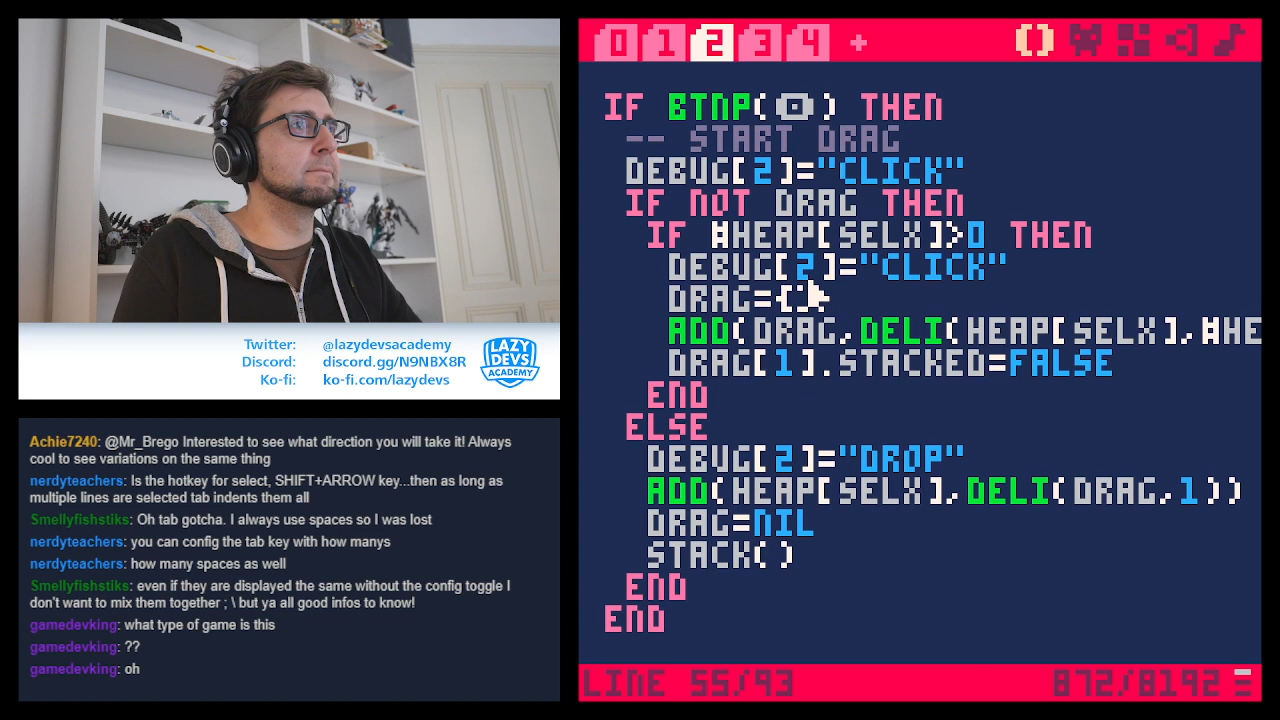 Twitter: @lazydevsacademy
Discord: discord.gg/N9NBX8R
Ko-fi: ko-fi.com/lazydevs
LAZY
DEVS
ACADEMY
Achie7240: @Mr_Brego Interested to see what direction you will take it! Always
cool to see variations on the same thing
nerdyteachers: Is the hotkey for select, SHIFT+ARROW key...then as long as
multiple lines are selected tab indents them all
Smellyfishstiks: Oh tab gotcha. I always use spaces so I was lost
nerdyteachers: you can config the tab key with how manys
nerdyteachers: how many spaces as well
Smellyfishstiks: even if they are displayed the same without the config toggle I
don't want to mix them together ; \ but ya all good infos to know!
gamedevking: what type of game is this
gamedevking: ??
gamedevking: oh
0 1 2 3 4 +
IF BTNP(🅾️) THEN
-- START DRAG
DEBUG[2]="CLICK"
IF NOT DRAG THEN
IF #HEAP[SELX]>0 THEN
DEBUG[2]="CLICK"
DRAG={}
ADD(DRAG,DELI(HEAP[SELX],#HE
DRAG[1].STACKED=FALSE
END
ELSE
DEBUG[2]="DROP"
ADD(HEAP[SELX],DELI(DRAG,1))
DRAG=NIL
STACK()
END
END
LINE 55/93 872/8192